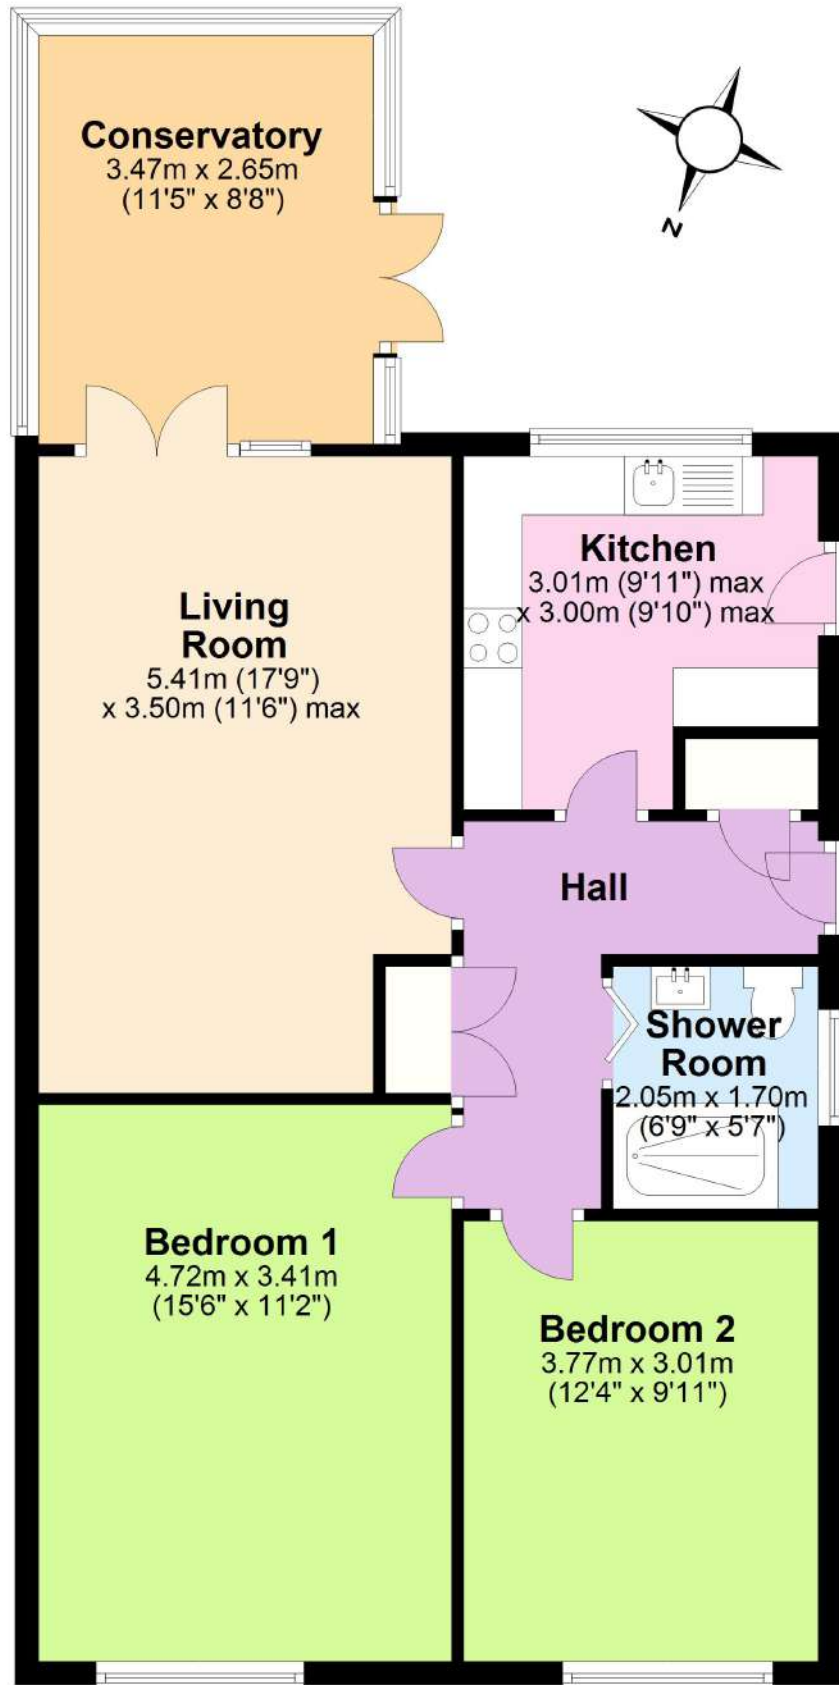 Conservatory
3.47m x 2.65m
(11'5" x 8'8")
N
Living
Room
5.41m (17'9")
x 3.50m (11'6") max
Kitchen
3.01m (9'11") max
x 3.00m (9'10") max
Hall
Shower
Room
2.05m x 1.70m
(6'9" x 5'7")
Bedroom 1
4.72m x 3.41m
(15'6" x 11'2")
Bedroom 2
3.77m x 3.01m
(12'4" x 9'11")